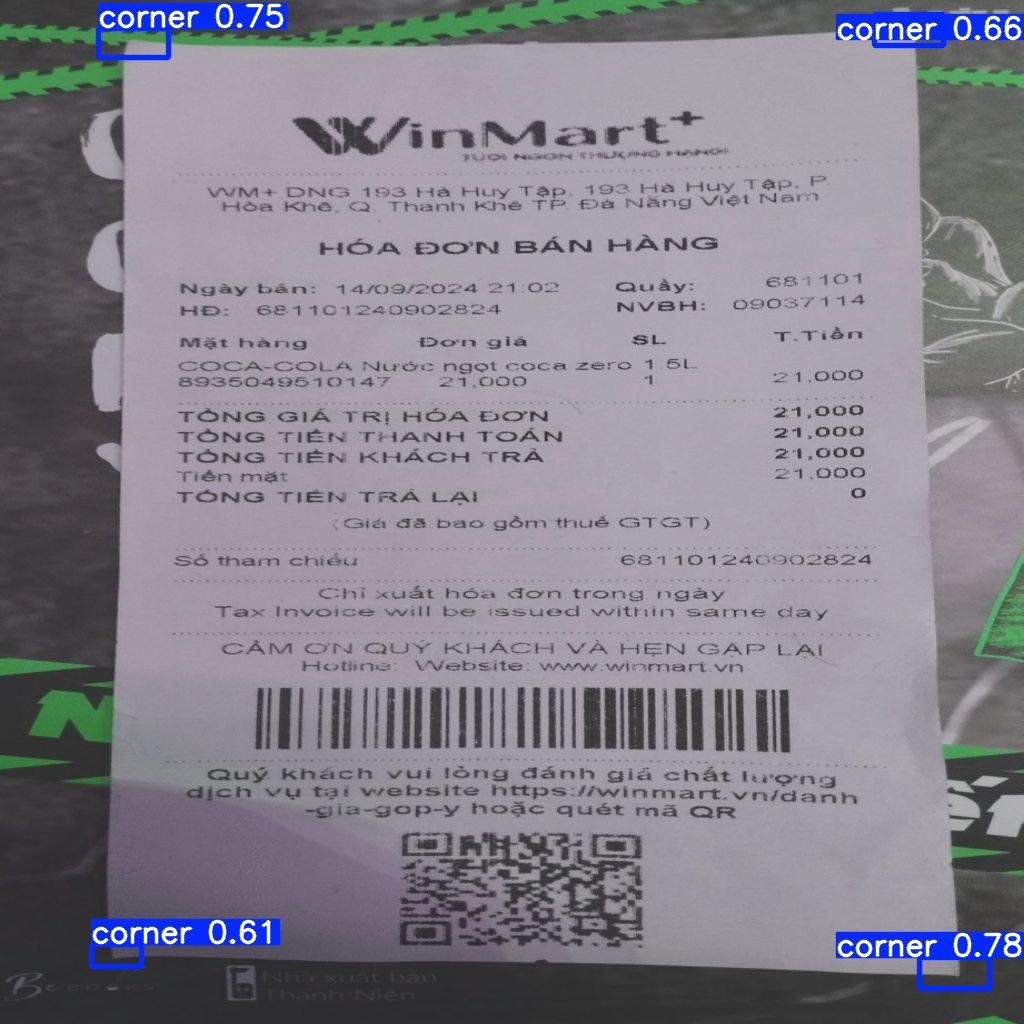 corner 0.75
corner 0.66
WinMart+
TƯƠI NGON THƯỢNG HẠNG!
WM+ DNG 193 Hà Huy Tập, 193 Hà Huy Tập, P.
Hòa Khê, Q. Thanh Khê TP. Đà Nẵng Việt Nam
HÓA ĐƠN BÁN HÀNG
Ngày bán: 14/09/2024 21:02 Quầy: 681101
HĐ: 681101240902824 NVBH: 09037114
Mặt hàng Đơn giá SL T.Tiền
COCA-COLA Nước ngọt coca zero 1.5L
8935049510147 21,000 1 21,000
TỔNG GIÁ TRỊ HÓA ĐƠN 21,000
TỔNG TIỀN THANH TOÁN 21,000
TỔNG TIỀN KHÁCH TRẢ 21,000
Tiền mặt 21,000
TỔNG TIỀN TRẢ LẠI 0
(Giá đã bao gồm thuế GTGT)
Số tham chiếu 681101240902824
Chỉ xuất hóa đơn trong ngày
Tax Invoice will be issued within same day
CẢM ƠN QUÝ KHÁCH VÀ HẸN GẶP LẠI
Hotline: Website: www.winmart.vn
Quý khách vui lòng đánh giá chất lượng
dịch vụ tại website https://winmart.vn/danh
-gia-gop-y hoặc quét mã QR
corner 0.61
corner 0.78
Be BOOKS
Nhà xuất bản
Thanh Niên